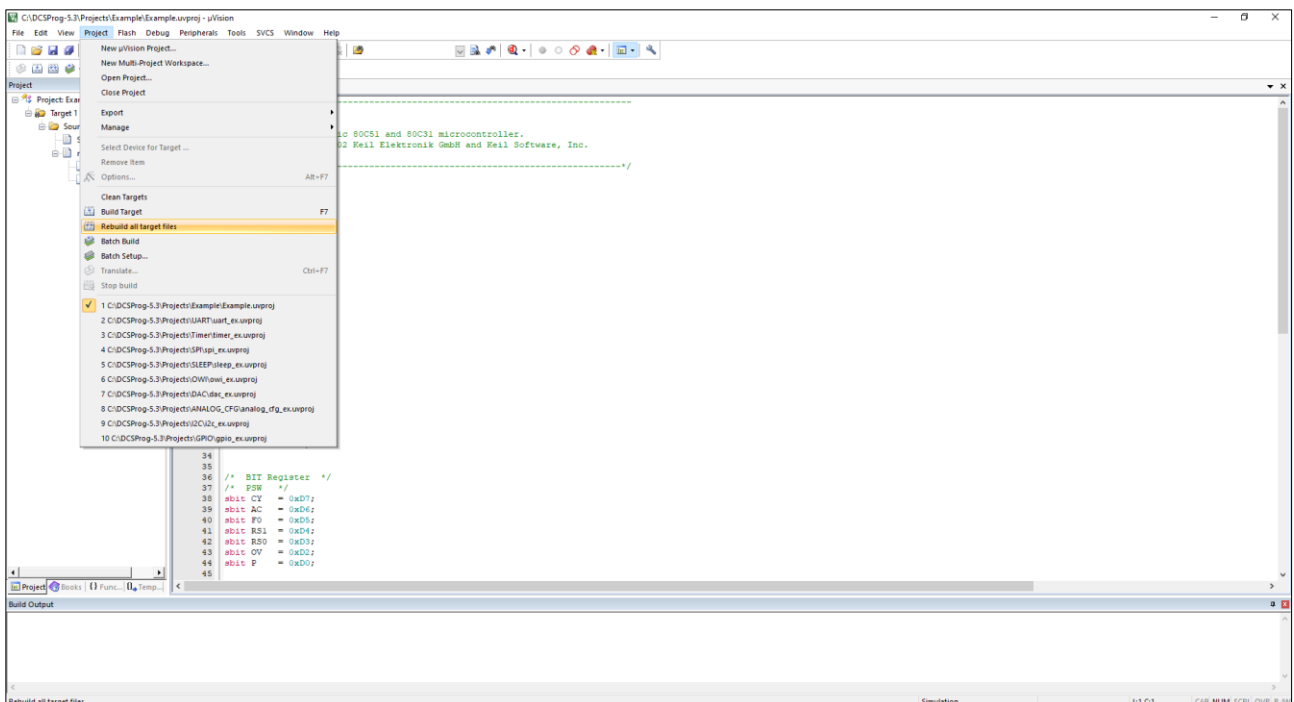 C:\DCSProg-5.3\Projects\Example\Example.uvproj - µVision
File Edit View Project Flash Debug Peripherals Tools SVCS Window Help
Project
Project: Exar
Target 1
Sour
New µVision Project...
New Multi-Project Workspace...
Open Project...
Close Project
Export
Manage
Select Device for Target ...
Remove Item
Options... Alt+F7
Clean Targets
Build Target F7
Rebuild all target files
Batch Build
Batch Setup...
Translate... Ctrl+F7
Stop build
1 C:\DCSProg-5.3\Projects\Example\Example.uvproj
2 C:\DCSProg-5.3\Projects\UART\uart_ex.uvproj
3 C:\DCSProg-5.3\Projects\Timer\timer_ex.uvproj
4 C:\DCSProg-5.3\Projects\SPI\spi_ex.uvproj
5 C:\DCSProg-5.3\Projects\SLEEP\sleep_ex.uvproj
6 C:\DCSProg-5.3\Projects\OWI\owi_ex.uvproj
7 C:\DCSProg-5.3\Projects\DAC\dac_ex.uvproj
8 C:\DCSProg-5.3\Projects\ANALOG_CFG\analog_cfg_ex.uvproj
9 C:\DCSProg-5.3\Projects\I2C\i2c_ex.uvproj
10 C:\DCSProg-5.3\Projects\GPIO\gpio_ex.uvproj
ic 80C51 and 80C31 microcontroller.
02 Keil Elektronik GmbH and Keil Software, Inc.
----------------------------------------------*/
34
35
36 /* BIT Register */
37 /* PSW */
38 sbit CY = 0xD7;
39 sbit AC = 0xD6;
40 sbit F0 = 0xD5;
41 sbit RS1 = 0xD4;
42 sbit RS0 = 0xD3;
43 sbit OV = 0xD2;
44 sbit P = 0xD0;
45
Project Books {} Func... Temp...
Build Output
Rebuild all target files Simulation L:1 C:1 CAP NUM SCRL OVR R/W